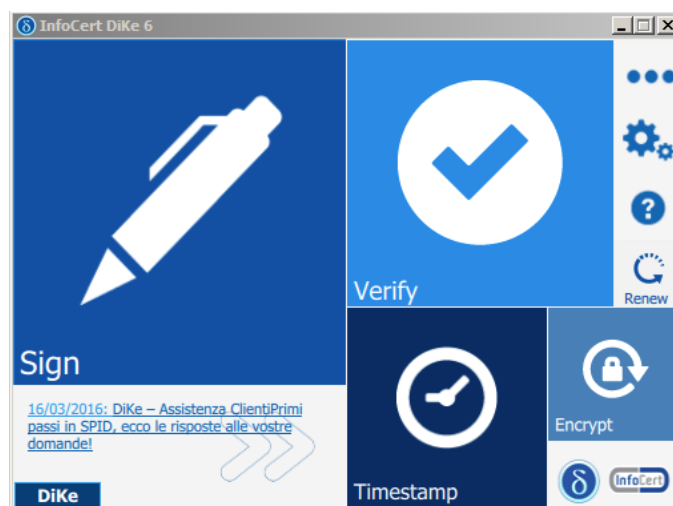 InfoCert DiKe 6
Verify
Renew
Sign
16/03/2016: DiKe – Assistenza ClientiPrimi
passi in SPID, ecco le risposte alle vostre
domande!
DiKe
Timestamp
Encrypt
InfoCert